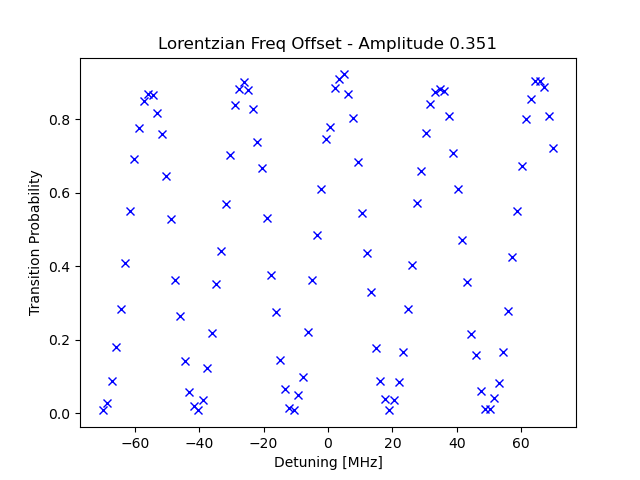 Lorentzian Freq Offset - Amplitude 0.351
Transition Probability
0.8
0.6
0.4
0.2
0.0
−60 −40 −20 0 20 40 60
Detuning [MHz]